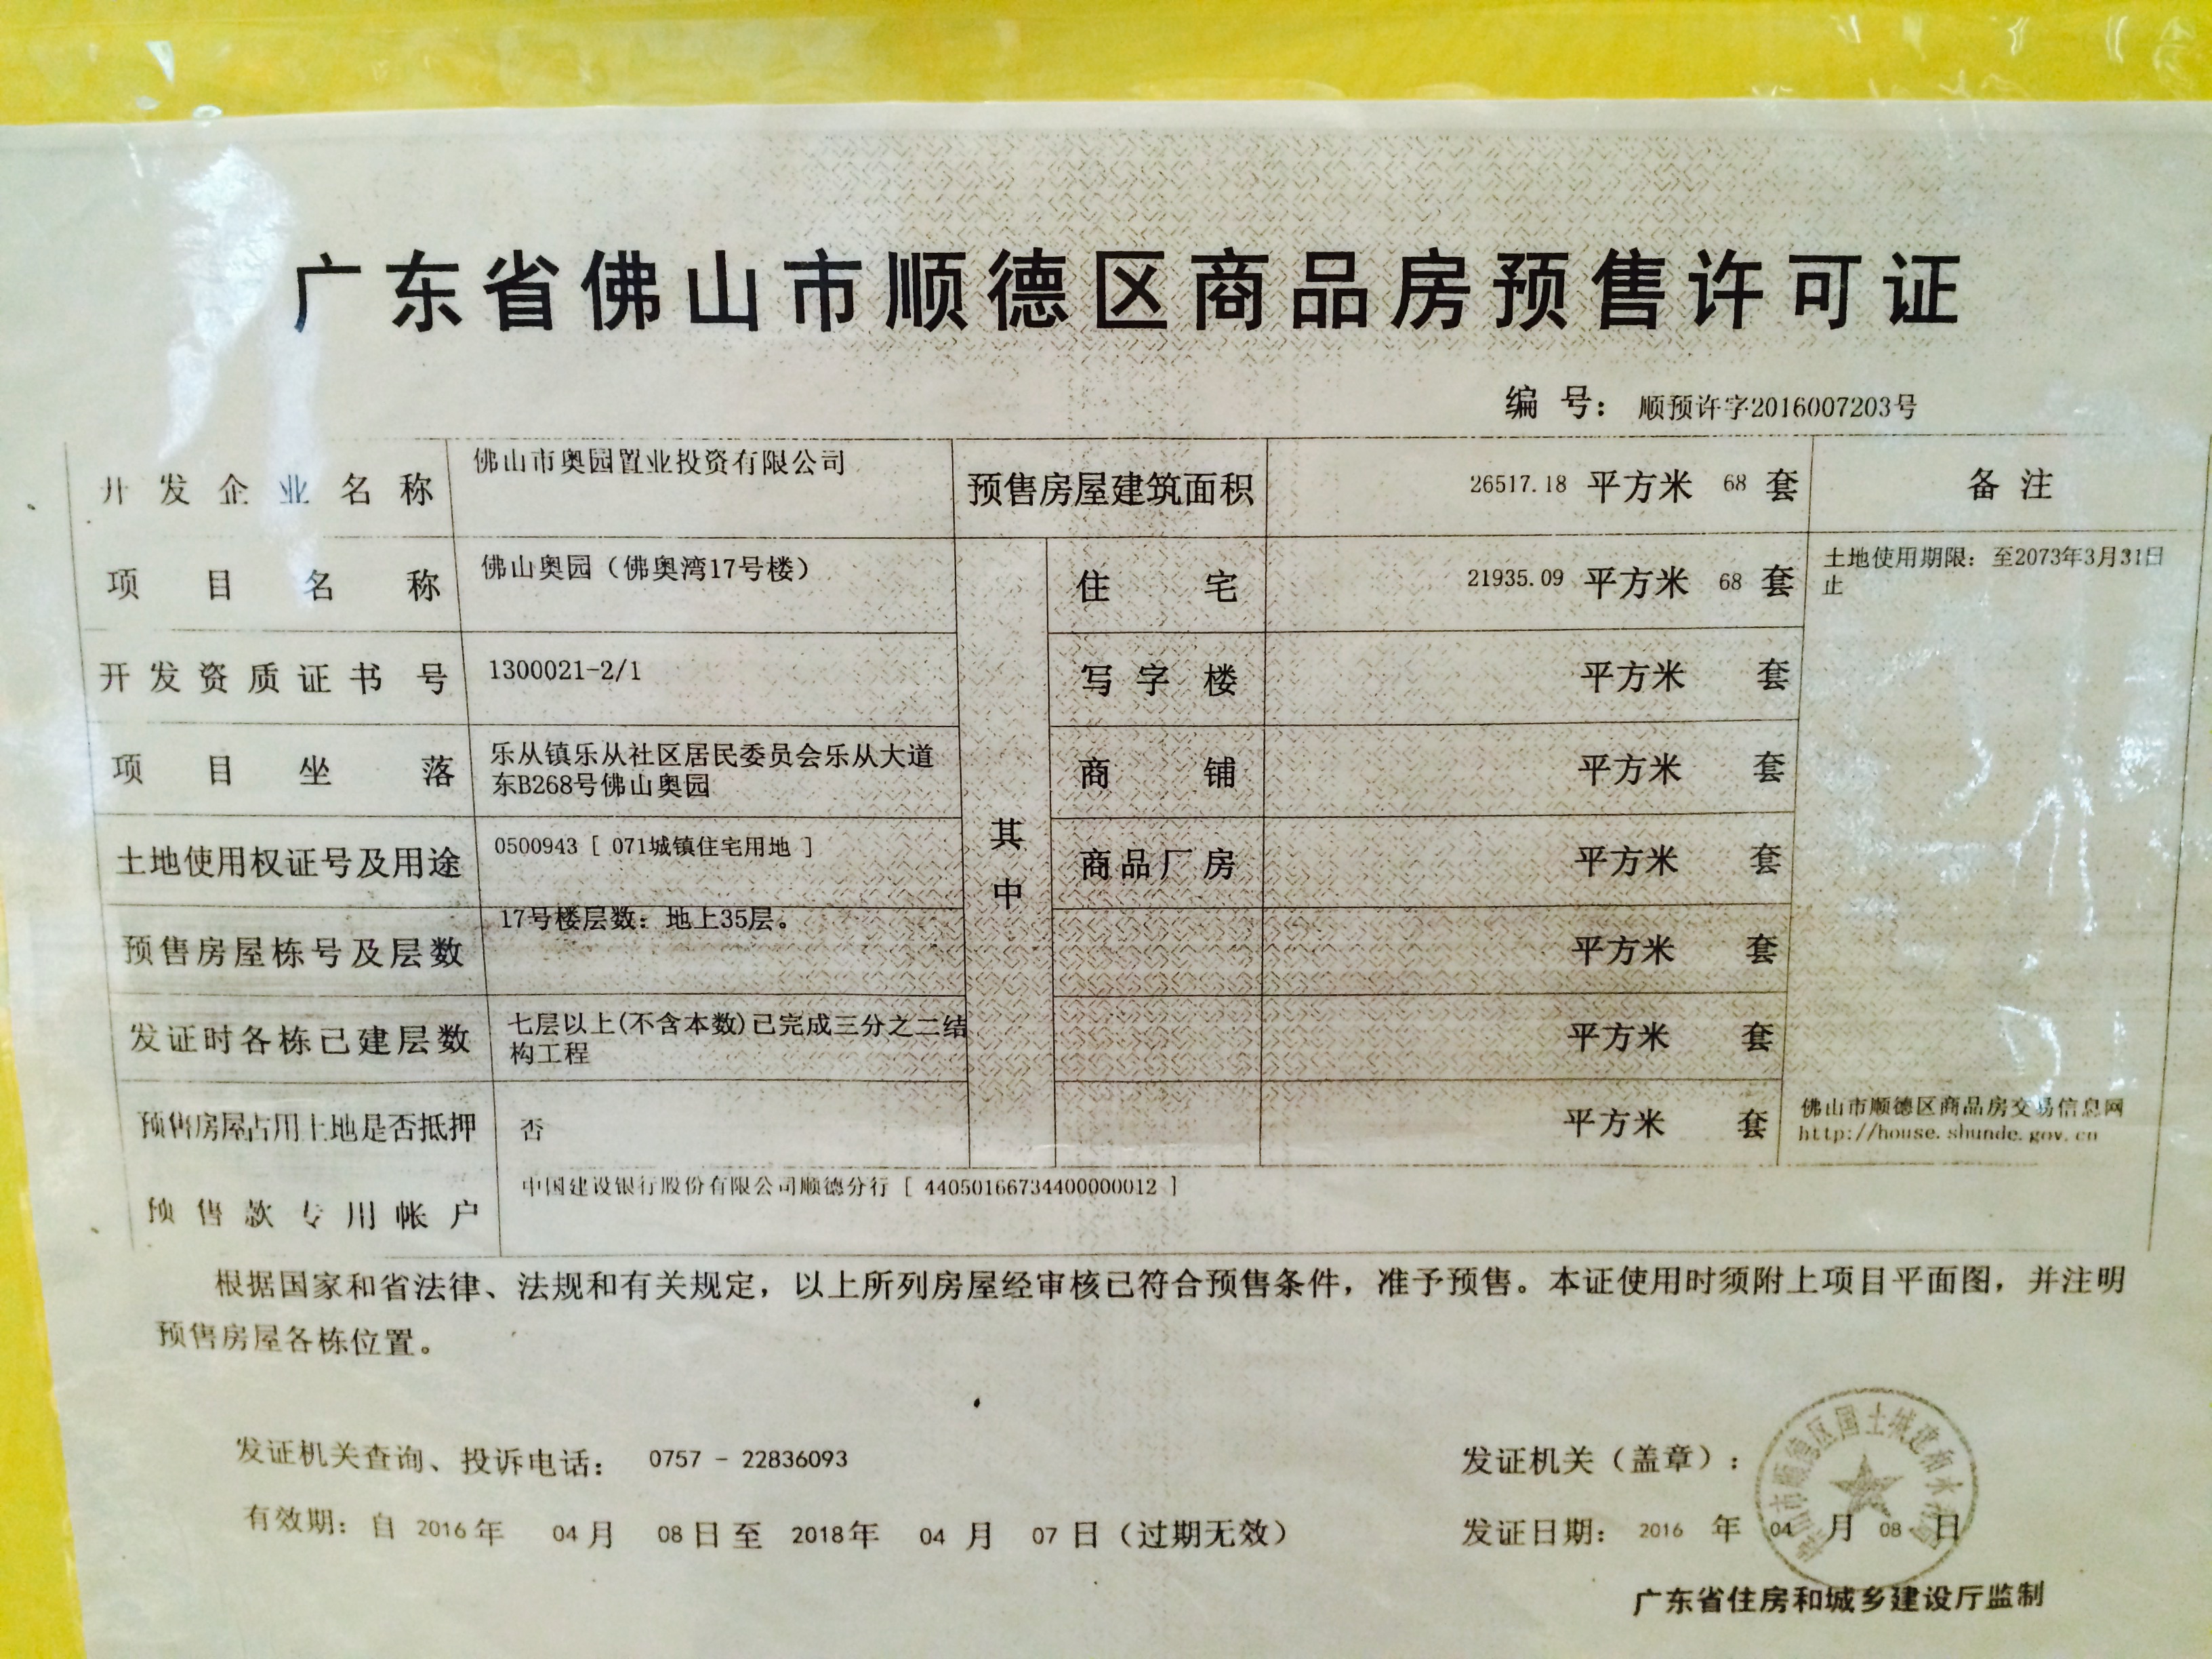 广东省佛山市顺德区商品房预售许可证
编 号： 顺预许字2016007203号
开发企业名称 佛山市奥园置业投资有限公司 预售房屋建筑面积 26517.18 平方米 68 套 备注
项目名称 佛山奥园（佛奥湾17号楼） 住宅 21935.09 平方米 68 套 土地使用期限：至2073年3月31日
止
开发资质证书号 1300021-2/1 写字楼 平方米 套
项目坐落 乐从镇乐从社区居民委员会乐从大道 商铺 平方米 套
东B268号佛山奥园
其中
土地使用权证号及用途 0500943 [ 071城镇住宅用地 ] 商品厂房 平方米 套
预售房屋栋号及层数 17号楼层数：地上35层。 平方米 套
发证时各栋已建层数 七层以上(不含本数)已完成三分之二结 平方米 套
构工程
预售房屋占用土地是否抵押 否 平方米 套 佛山市顺德区商品房交易信息网
http://house.shunde.gov.cn
预售款专用帐户 中国建设银行股份有限公司顺德分行 [ 44050166734400000012 ]
根据国家和省法律、法规和有关规定，以上所列房屋经审核已符合预售条件，准予预售。本证使用时须附上项目平面图，并注明
预售房屋各栋位置。
发证机关查询、投诉电话： 0757 - 22836093 发证机关（盖章）：
有效期：自 2016 年 04 月 08 日 至 2018 年 04 月 07 日（过期无效） 发证日期： 2016 年 04 月 08 日
山市顺德区国土城建和水
广东省住房和城乡建设厅监制